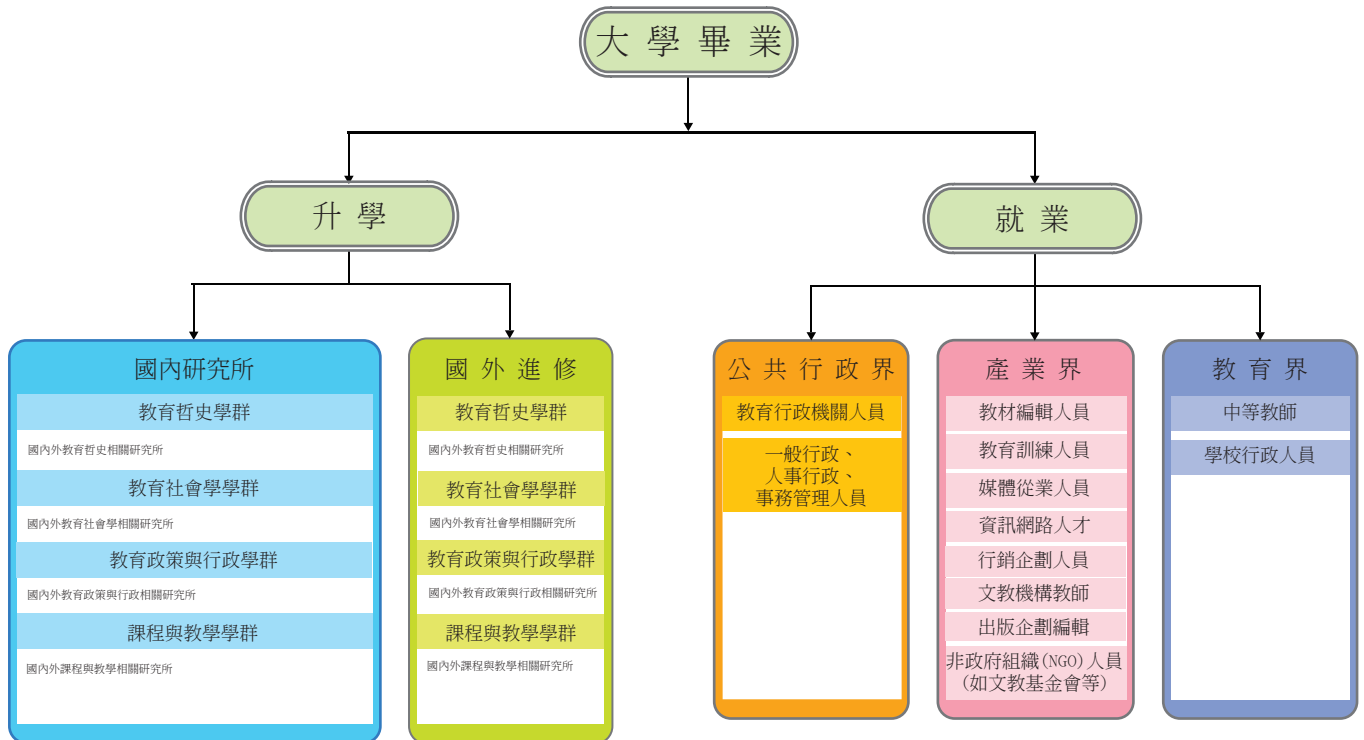 大學畢業
升學
就業
國內研究所
教育哲史學群
國內外教育哲史相關研究所
教育社會學學群
國內外教育社會學相關研究所
教育政策與行政學群
國內外教育政策與行政相關研究所
課程與教學學群
國內外課程與教學相關研究所
國外進修
教育哲史學群
國內外教育哲史相關研究所
教育社會學學群
國內外教育社會學相關研究所
教育政策與行政學群
國內外教育政策與行政相關研究所
課程與教學學群
國內外課程與教學相關研究所
公共行政界
教育行政機關人員
一般行政、
人事行政、
事務管理人員
產業界
教材編輯人員
教育訓練人員
媒體從業人員
資訊網路人才
行銷企劃人員
文教機構教師
出版企劃編輯
非政府組織(NGO)人員
(如文教基金會等)
教育界
中等教師
學校行政人員